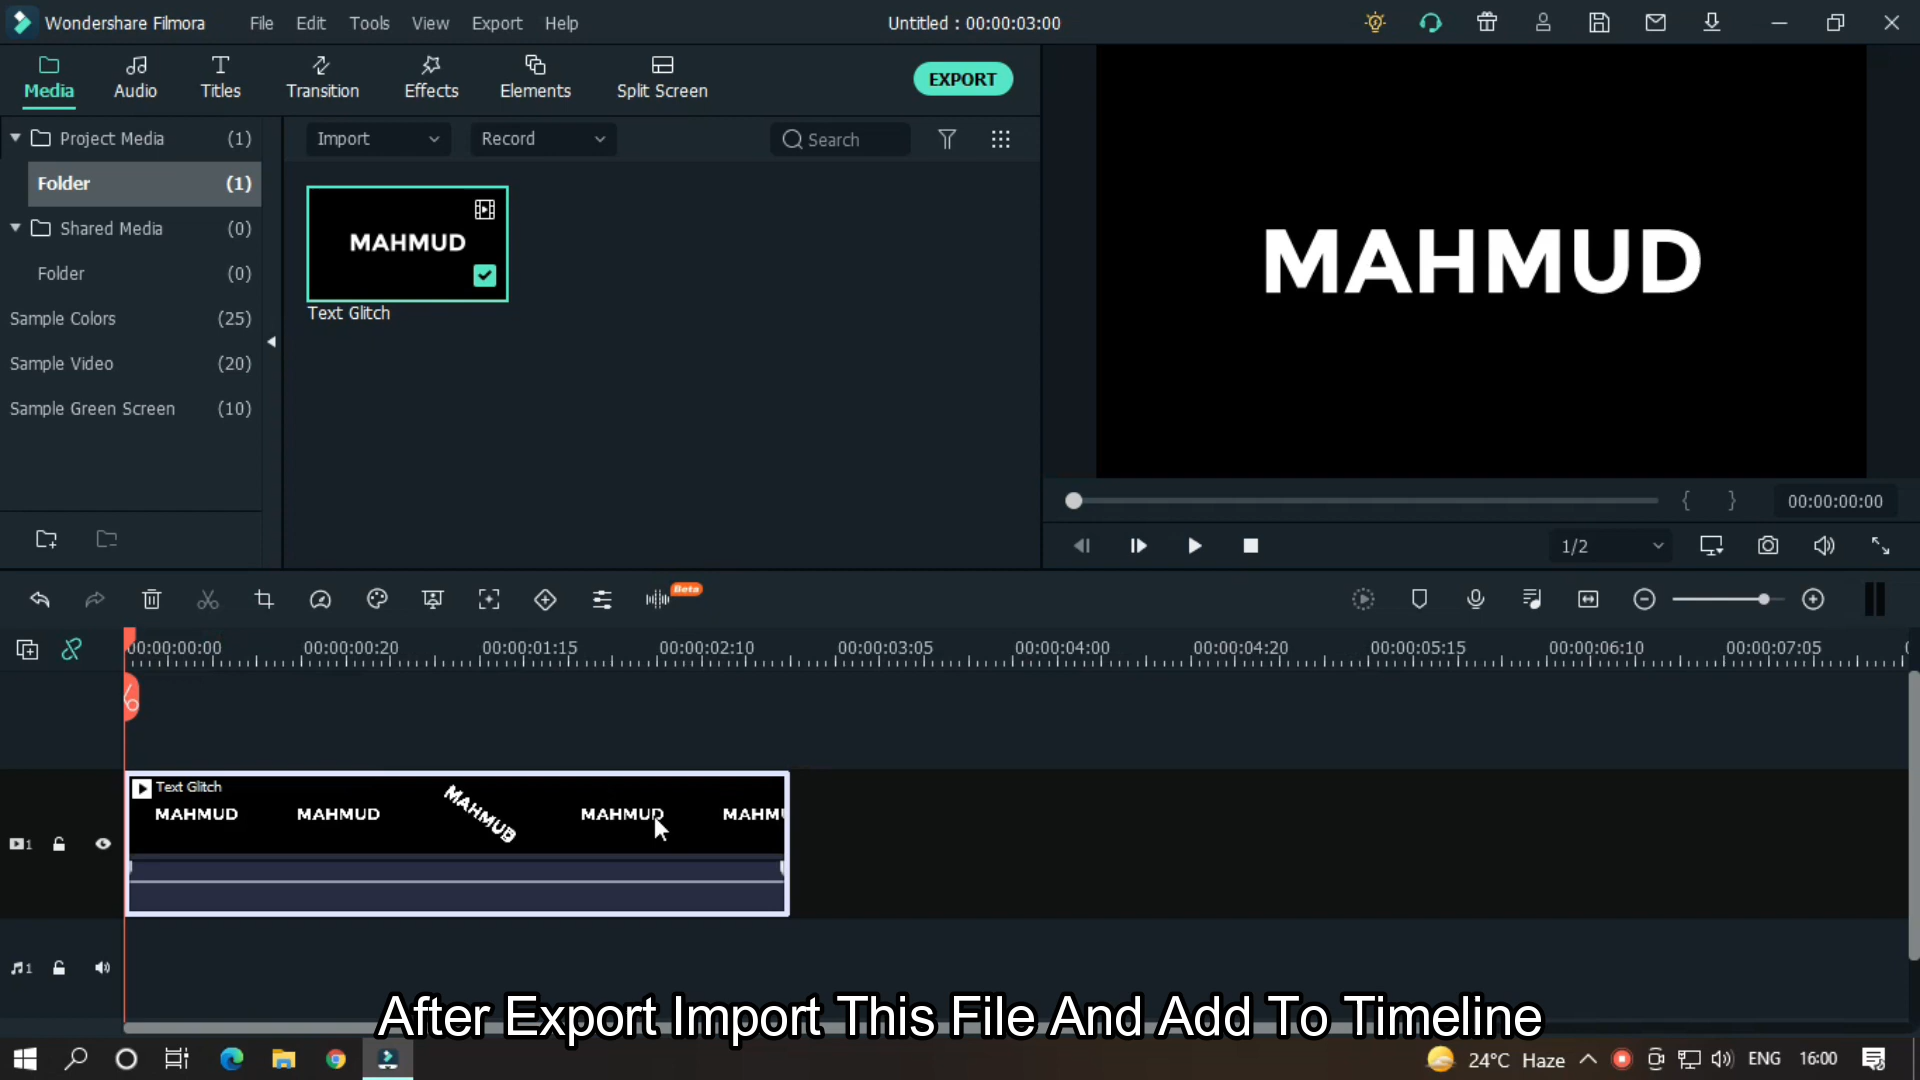 Wondershare Filmora
File
Edit
Tools
View
Export
Help
Untitled : 00:00:03:00
Media
Audio
Titles
Transition
Effects
Elements
Split Screen
EXPORT
Project Media (1)
Folder (1)
Shared Media (0)
Folder (0)
Sample Colors (25)
Sample Video (20)
Sample Green Screen (10)
Import
Record
Search
MAHMUD
Text Glitch
MAHMUD
{ }
00:00:00:00
1/2
Beta
00:00:00:00
00:00:00:20
00:00:01:15
00:00:02:10
00:00:03:05
00:00:04:00
00:00:04:20
00:00:05:15
00:00:06:10
00:00:07:05
Text Glitch
MAHMUD
MAHMUD
MAHMUD
MAHMUD
MAHMU
1
1
After Export Import This File And Add To Timeline
24°C Haze
ENG
16:00